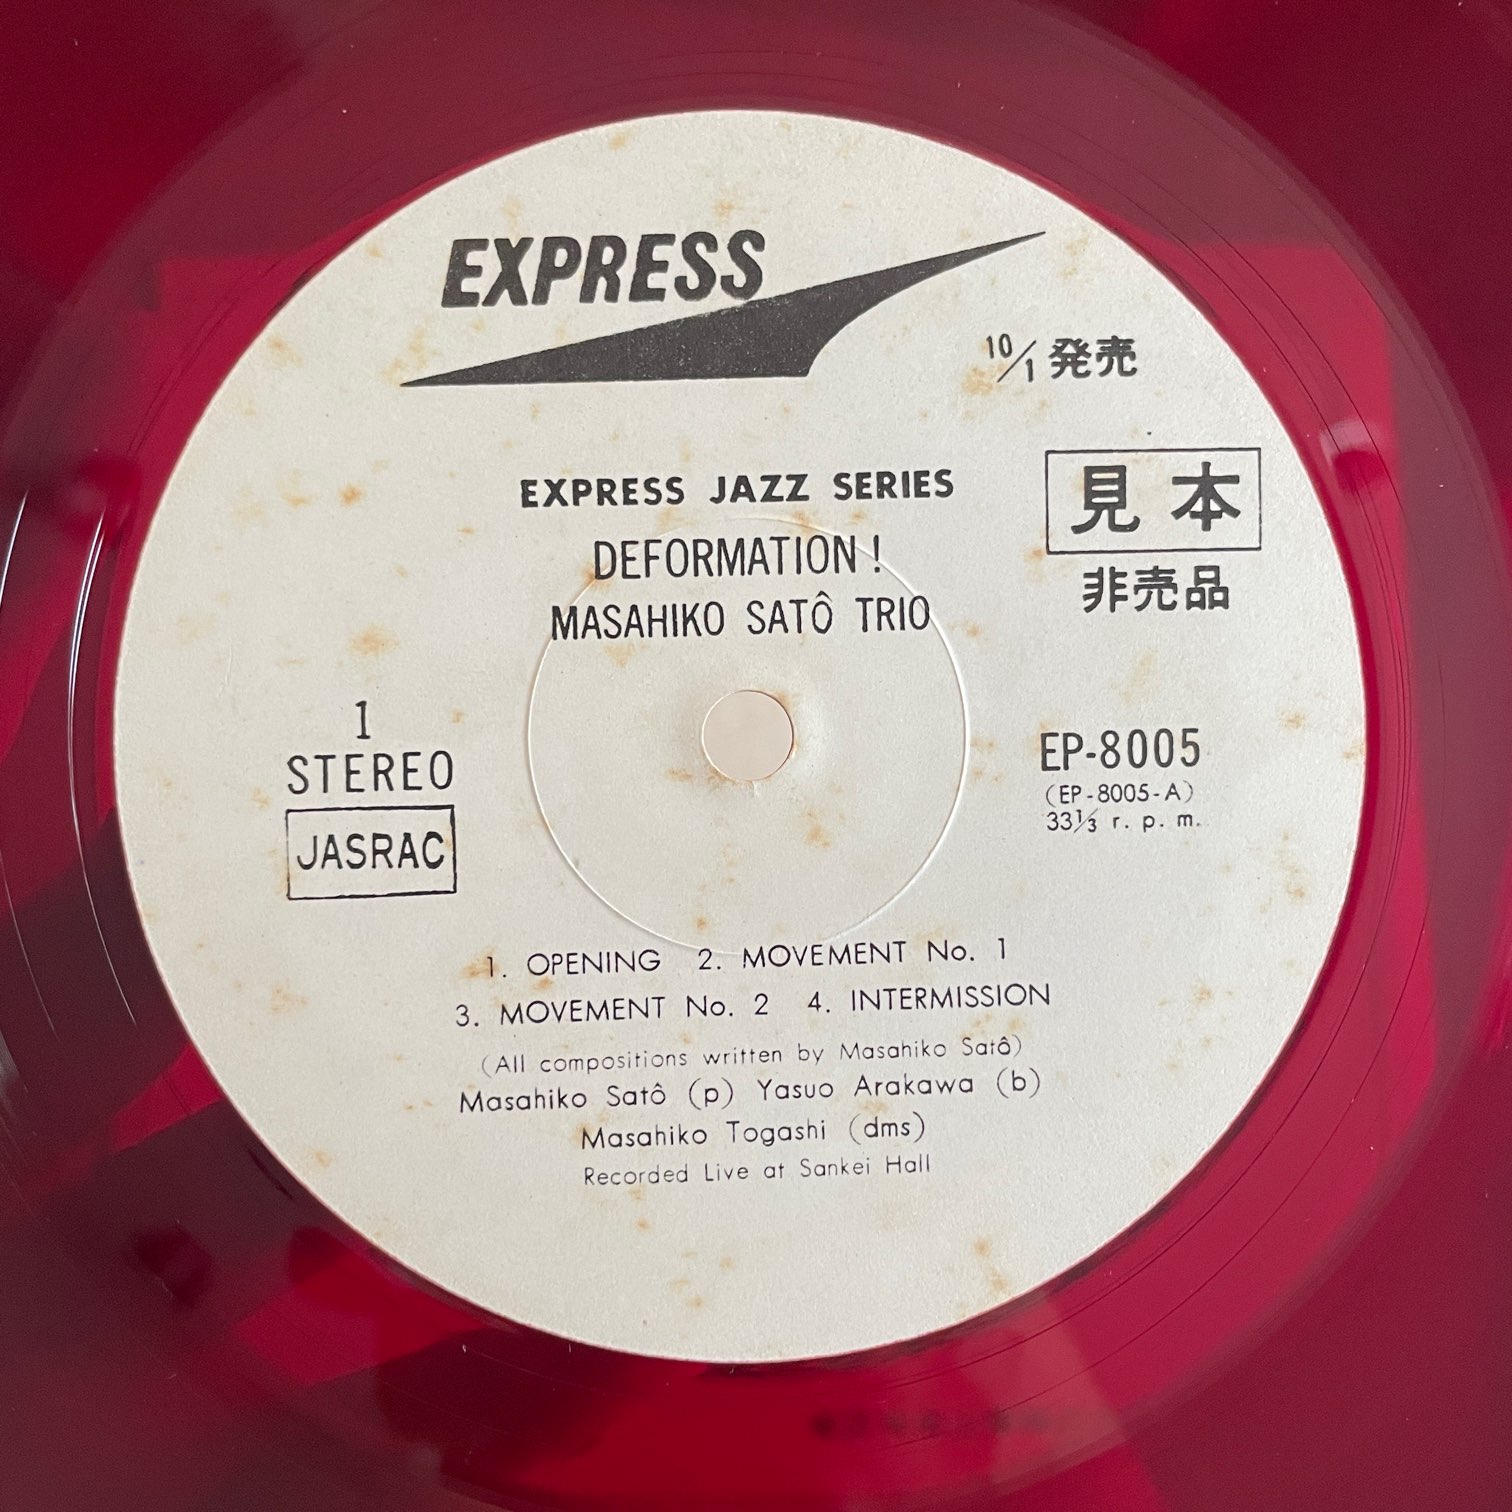 EXPRESS
10/1 発売
見本
非売品
EXPRESS JAZZ SERIES
DEFORMATION!
MASAHIKO SATÔ TRIO
1
STEREO
JASRAC
EP-8005
(EP-8005-A)
33⅓ r. p. m.
1. OPENING 2. MOVEMENT No. 1
3. MOVEMENT No. 2 4. INTERMISSION
(All compositions written by Masahiko Satô)
Masahiko Satô (p) Yasuo Arakawa (b)
Masahiko Togashi (dms)
Recorded Live at Sankei Hall